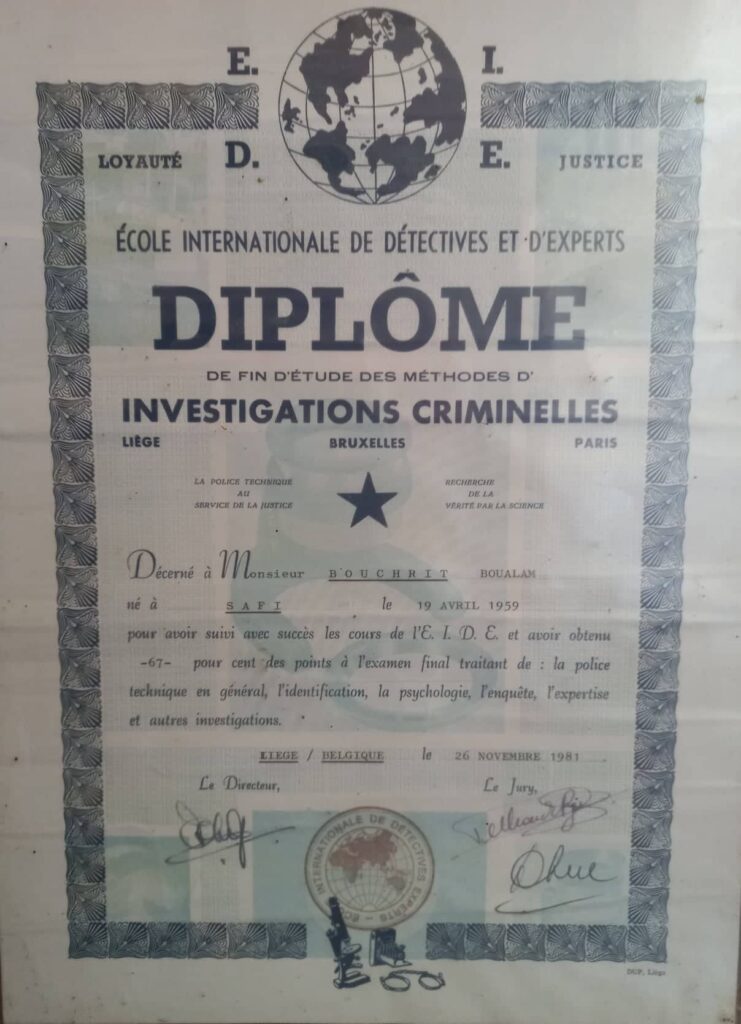 E. I.
LOYAUTÉ D. E. JUSTICE
ÉCOLE INTERNATIONALE DE DÉTECTIVES ET D'EXPERTS
DIPLÔME
DE FIN D'ÉTUDE DES MÉTHODES D'
INVESTIGATIONS CRIMINELLES
LIÈGE BRUXELLES PARIS
LA POLICE TECHNIQUE
AU
SERVICE DE LA JUSTICE
RECHERCHE
DE LA
VÉRITÉ PAR LA SCIENCE
Décerné à Monsieur BOUCHRIT BOUALAM
né à SAFI le 19 AVRIL 1959
pour avoir suivi avec succès les cours de l'E. I. D. E. et avoir obtenu
-67- pour cent des points à l'examen final traitant de : la police
technique en général, l'identification, la psychologie, l'enquête, l'expertise
et autres investigations.
LIEGE / BELGIQUE le 26 NOVEMBRE 1981
Le Directeur, Le Jury,
ÉCOLE INTERNATIONALE DE DÉTECTIVES EXPERTS
DUP, Liège